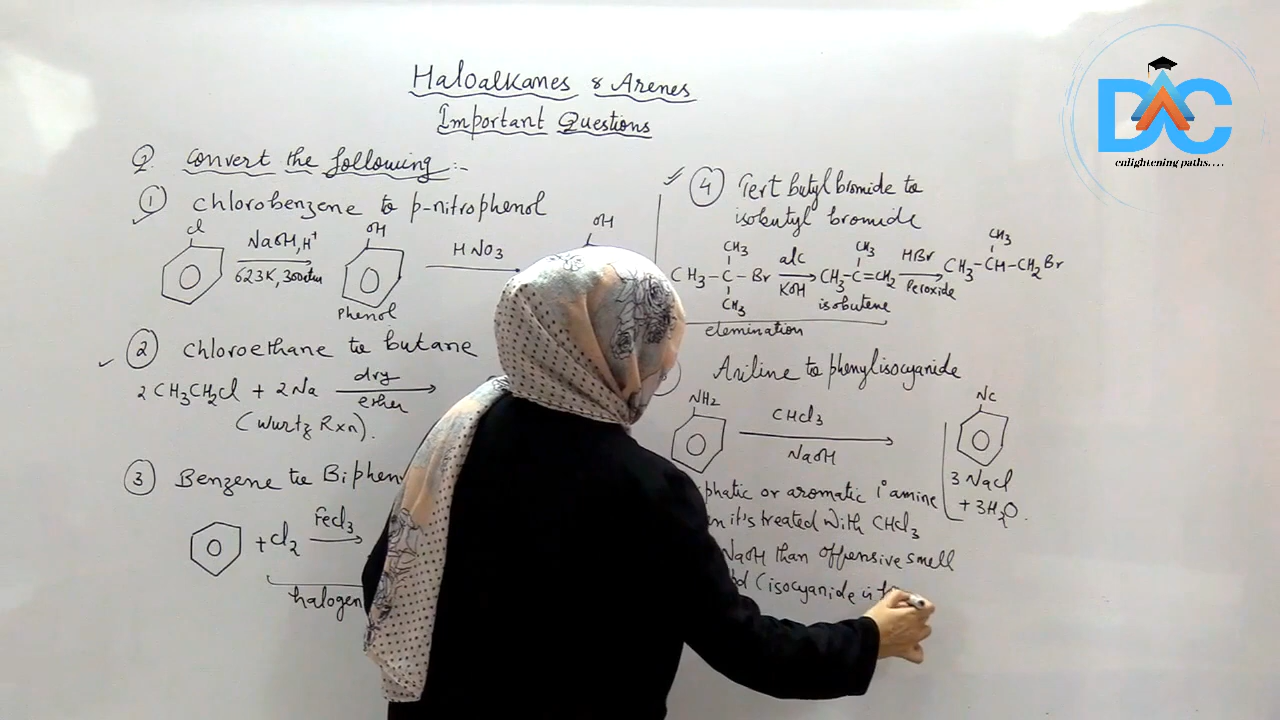 Haloalkanes & Arenes
Important Questions
Q. Convert the following:-
① chlorobenzene to p-nitrophenol
Cl
NaOH, H⁺
623K, 300atm
OH
Phenol
HNO₃
OH
② chloroethane to butane
2CH₃CH₂Cl + 2Na
dry
ether
(Wurtz Rxn).
③ Benzene to Biphen
+ Cl₂
FeCl₃
halogen
④ Tert butyl bromide to
isobutyl bromide
CH₃
CH₃-C-Br
CH₃
alc
KOH
CH₃
CH₃-C=CH₂
isobutene
HBr
Peroxide
CH₃
CH₃-CH-CH₂Br
elemination
Aniline to phenylisocyanide
NH₂
CHCl₃
NaOH
NC
3 NaCl
+ 3H₂O.
phatic or aromatic 1° amine
n it's treated with CHCl₃
NaOH than offensive smell
(isocyanide is
DAC
enlightening paths....